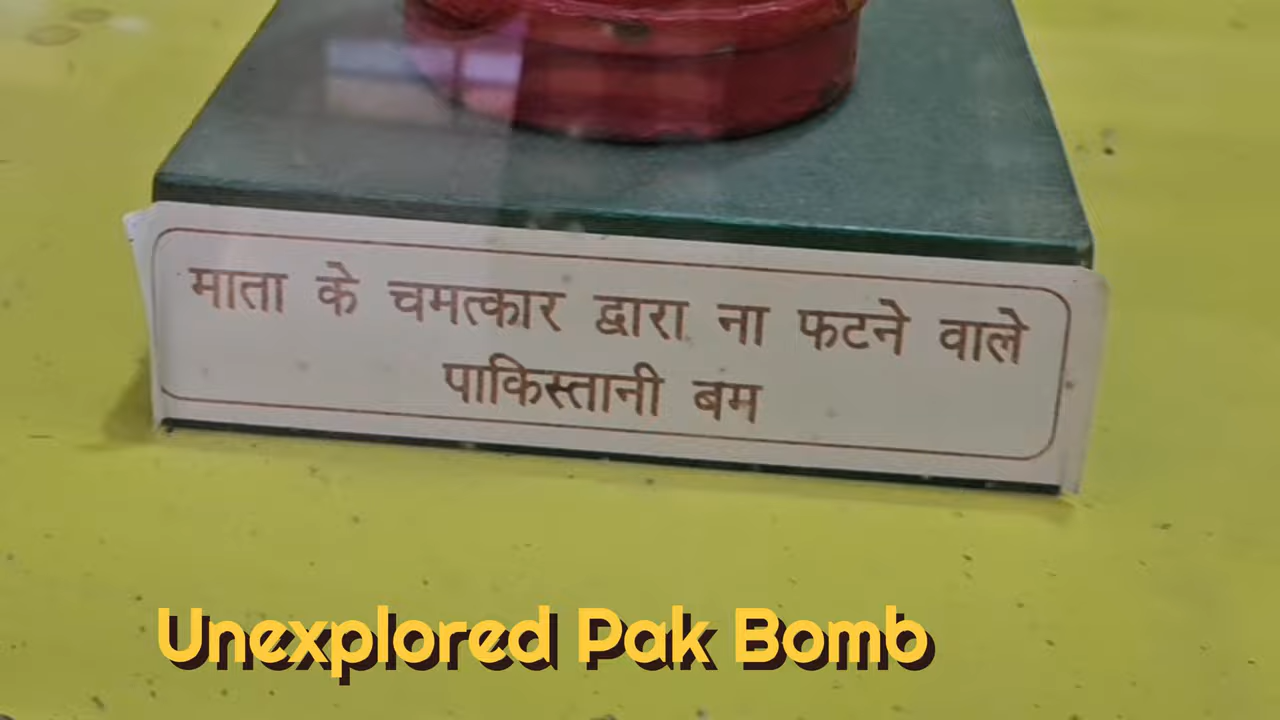 माता के चमत्कार द्वारा ना फटने वाले
पाकिस्तानी बम
Unexplored Pak Bomb